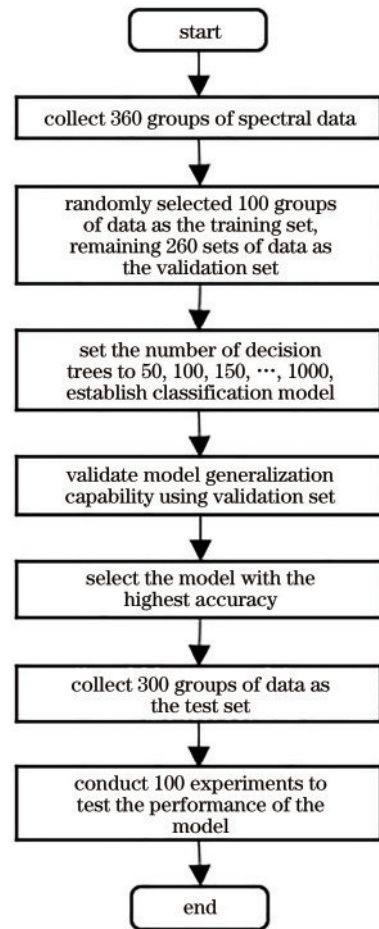 start
collect 360 groups of spectral data
randomly selected 100 groups
of data as the training set,
remaining 260 sets of data as
the validation set
set the number of decision
trees to 50, 100, 150, ···, 1000,
establish classification model
validate model generalization
capability using validation set
select the model with the
highest accuracy
collect 300 groups of data as
the test set
conduct 100 experiments to
test the performance of the
model
end